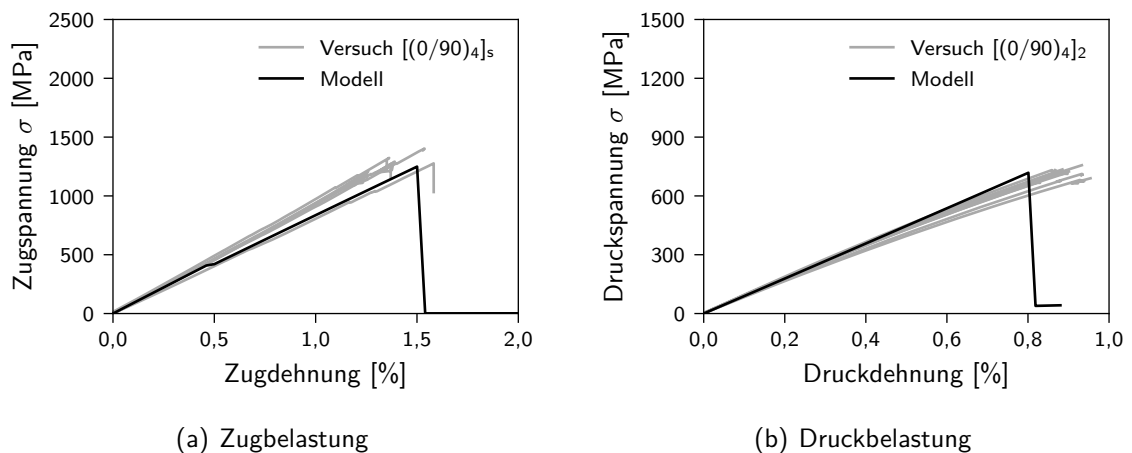 2500
2000
1500
1000
500
0
Zugspannung σ [MPa]
Versuch [(0/90)₄]ₛ
Modell
0,0 0,5 1,0 1,5 2,0
Zugdehnung [%]
(a) Zugbelastung
1500
1200
900
600
300
0
Druckspannung σ [MPa]
Versuch [(0/90)₄]₂
Modell
0,0 0,2 0,4 0,6 0,8 1,0
Druckdehnung [%]
(b) Druckbelastung